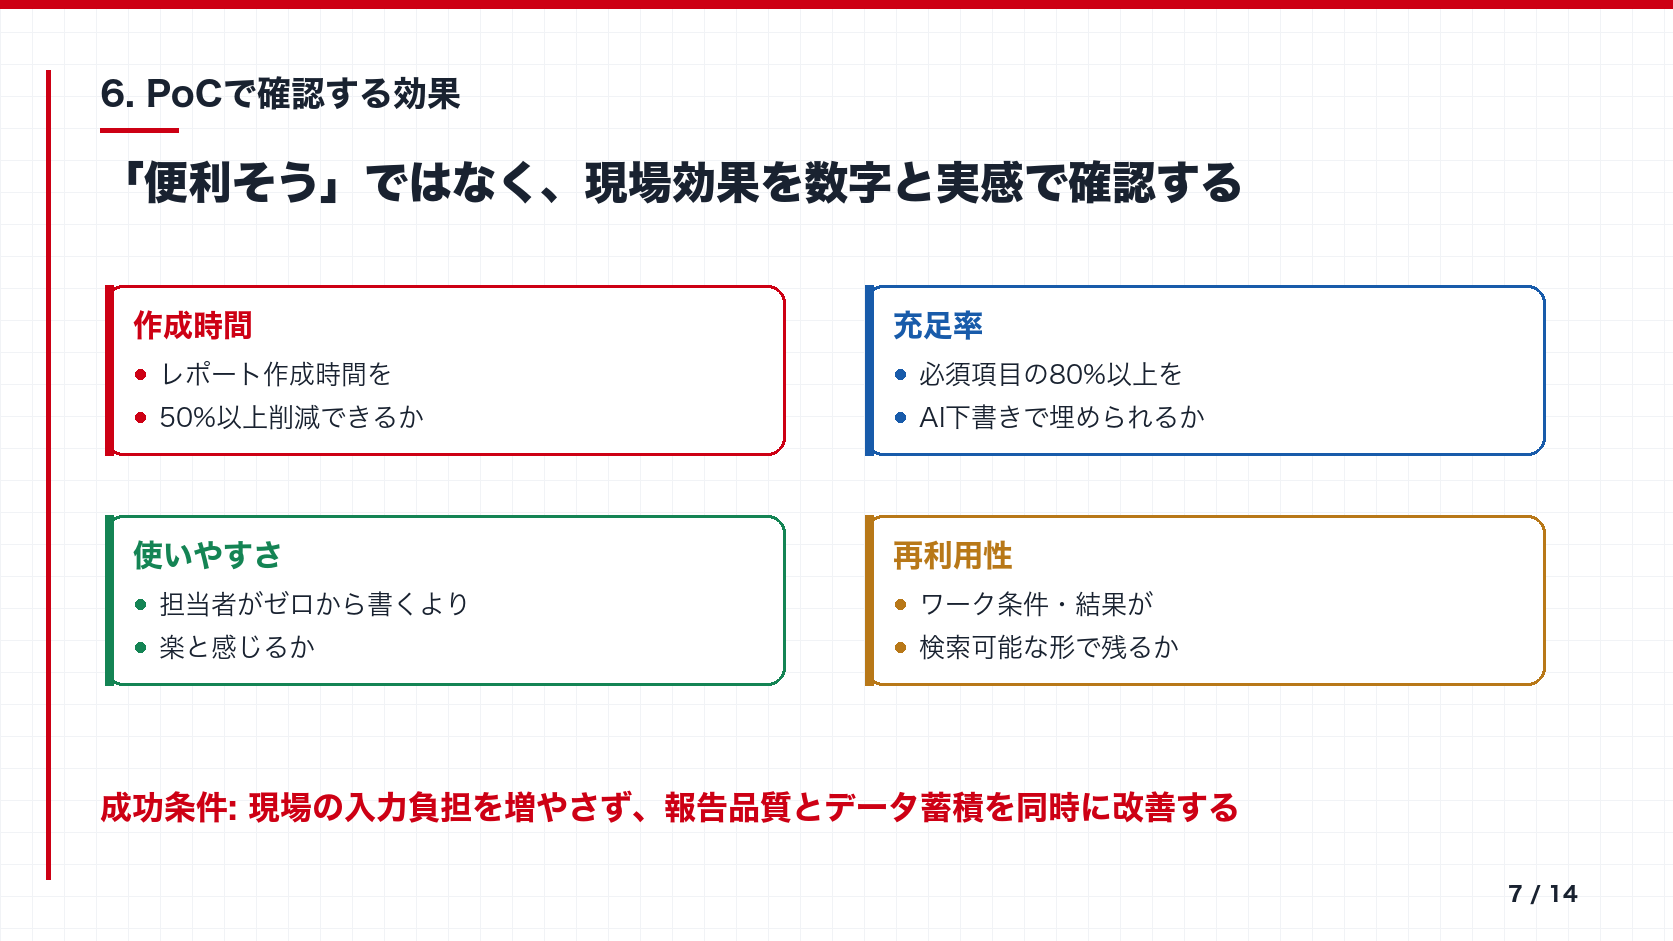 6. PoCで確認する効果
「便利そう」ではなく、現場効果を数字と実感で確認する
作成時間
• レポート作成時間を
• 50%以上削減できるか
充足率
• 必須項目の80%以上を
• AI下書きで埋められるか
使いやすさ
• 担当者がゼロから書くより
• 楽と感じるか
再利用性
• ワーク条件・結果が
• 検索可能な形で残るか
成功条件: 現場の入力負担を増やさず、報告品質とデータ蓄積を同時に改善する
7 / 14